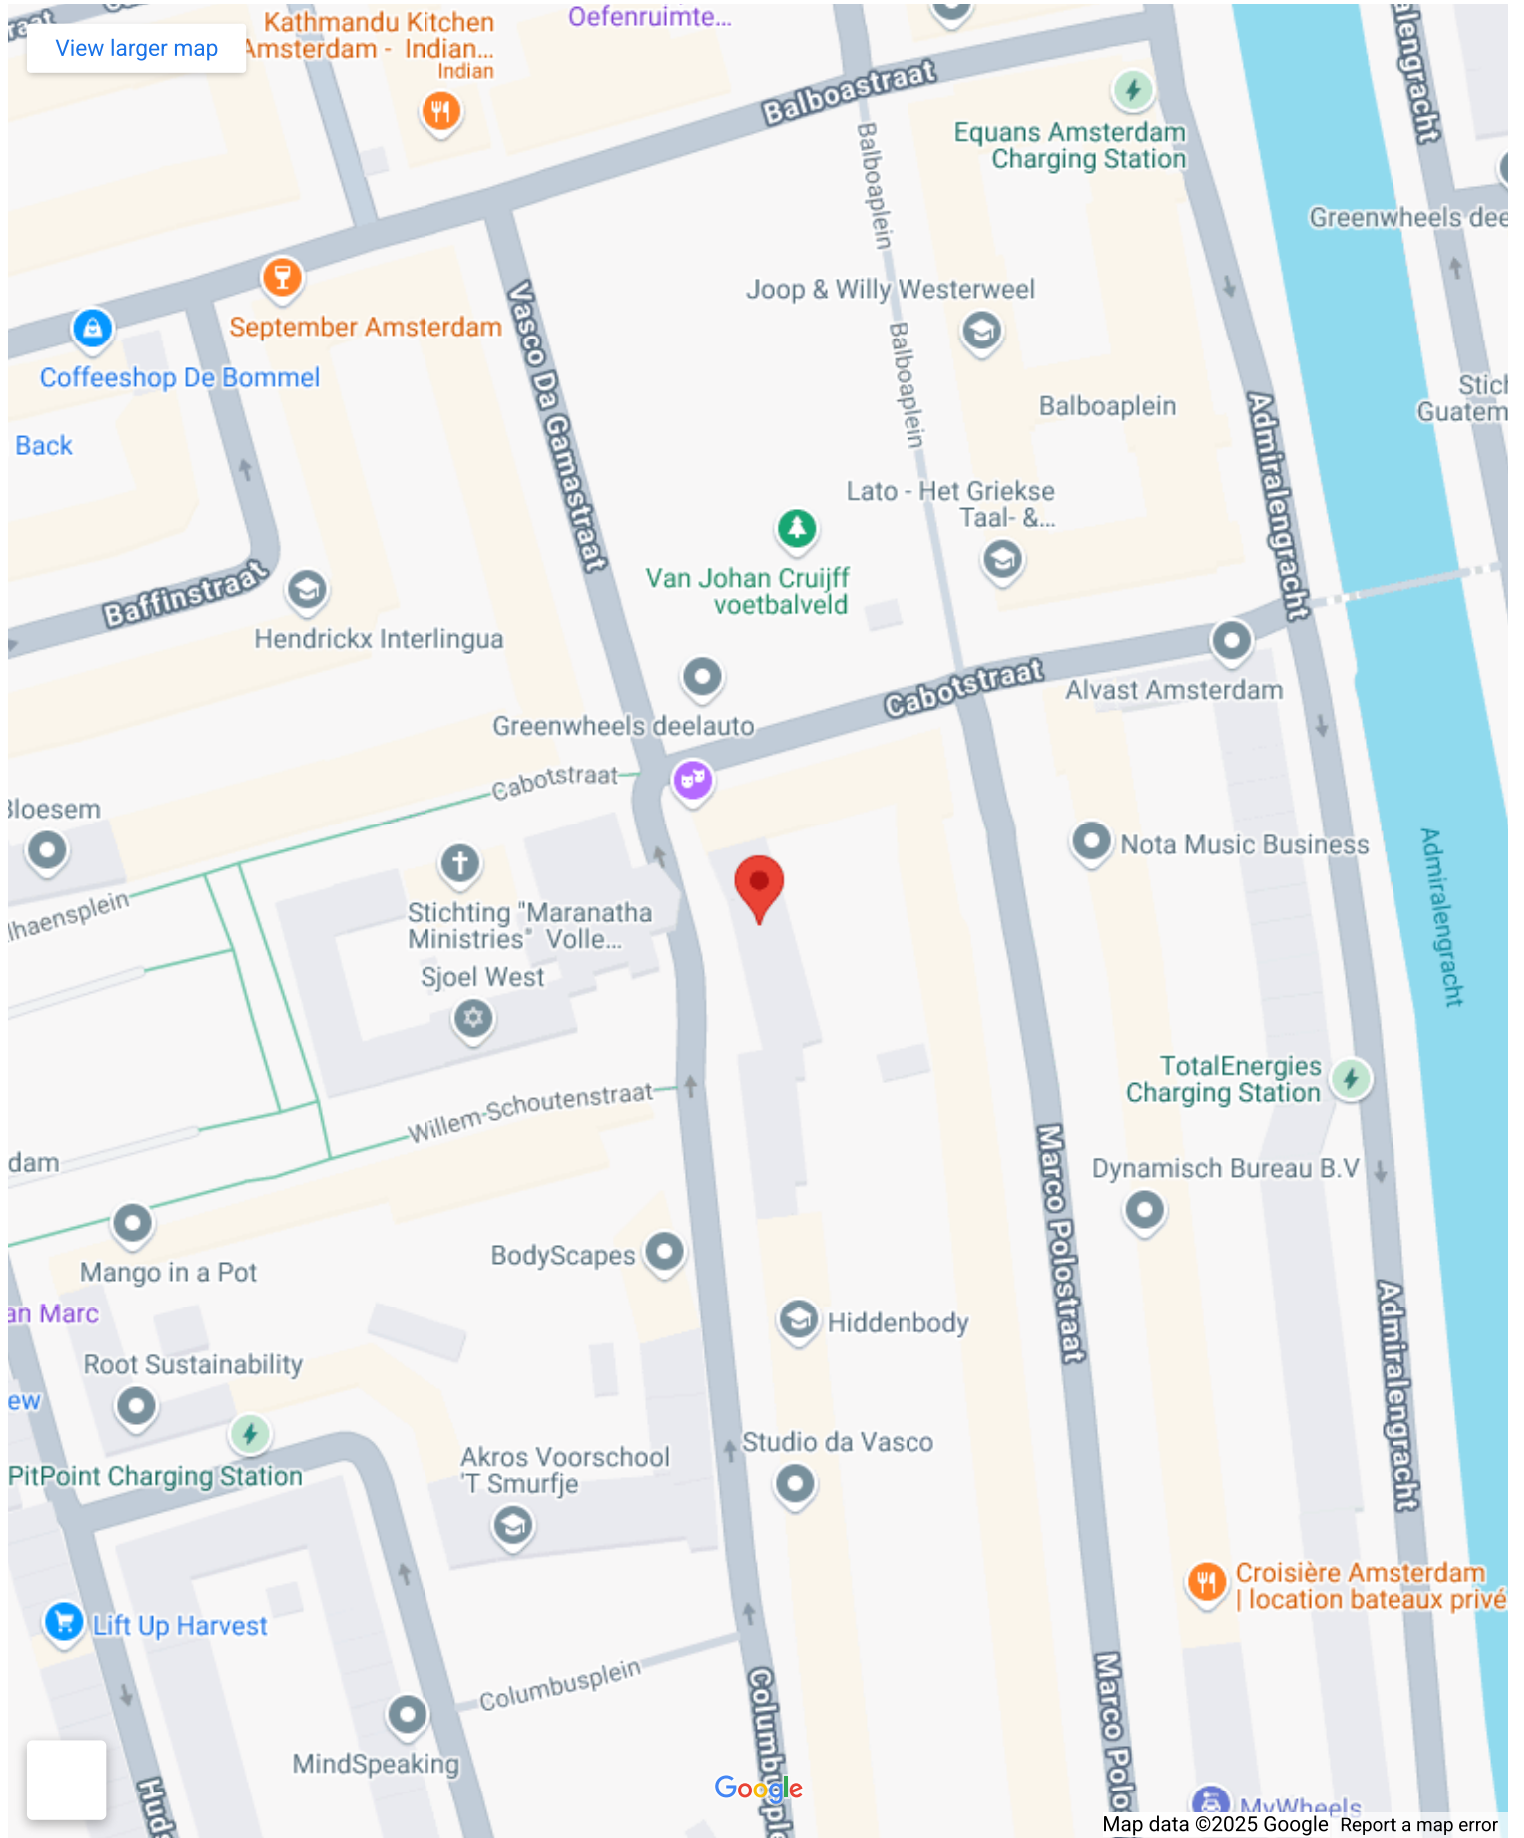 View larger map
Kathmandu Kitchen
Amsterdam - Indian...
Indian
Oefenruimte...
Balboastraat
Balboaplein
Equans Amsterdam
Charging Station
Greenwheels dee
Joop & Willy Westerweel
September Amsterdam
Coffeeshop De Bommel
Back
Vasco Da Gamastraat
Balboaplein
Balboaplein
Admiralengracht
Lato - Het Griekse
Taal- &...
Van Johan Cruijff
voetbalveld
Baffinstraat
Hendrickx Interlingua
Cabotstraat
Alvast Amsterdam
Greenwheels deelauto
Cabotstraat
Nota Music Business
Admiralengracht
Stichting "Maranatha
Ministries" Volle...
Sjoel West
TotalEnergies
Charging Station
Willem Schoutenstraat
Marco Polostraat
Dynamisch Bureau B.V
BodyScapes
Mango in a Pot
an Marc
Hiddenbody
Root Sustainability
ew
Admiralengracht
Studio da Vasco
Akros Voorschool
'T Smurfje
PitPoint Charging Station
Croisière Amsterdam
| location bateaux privé
Lift Up Harvest
Columbusplein
Marco Polo
MindSpeaking
Google
MyWheels
Map data ©2025 Google
Report a map error